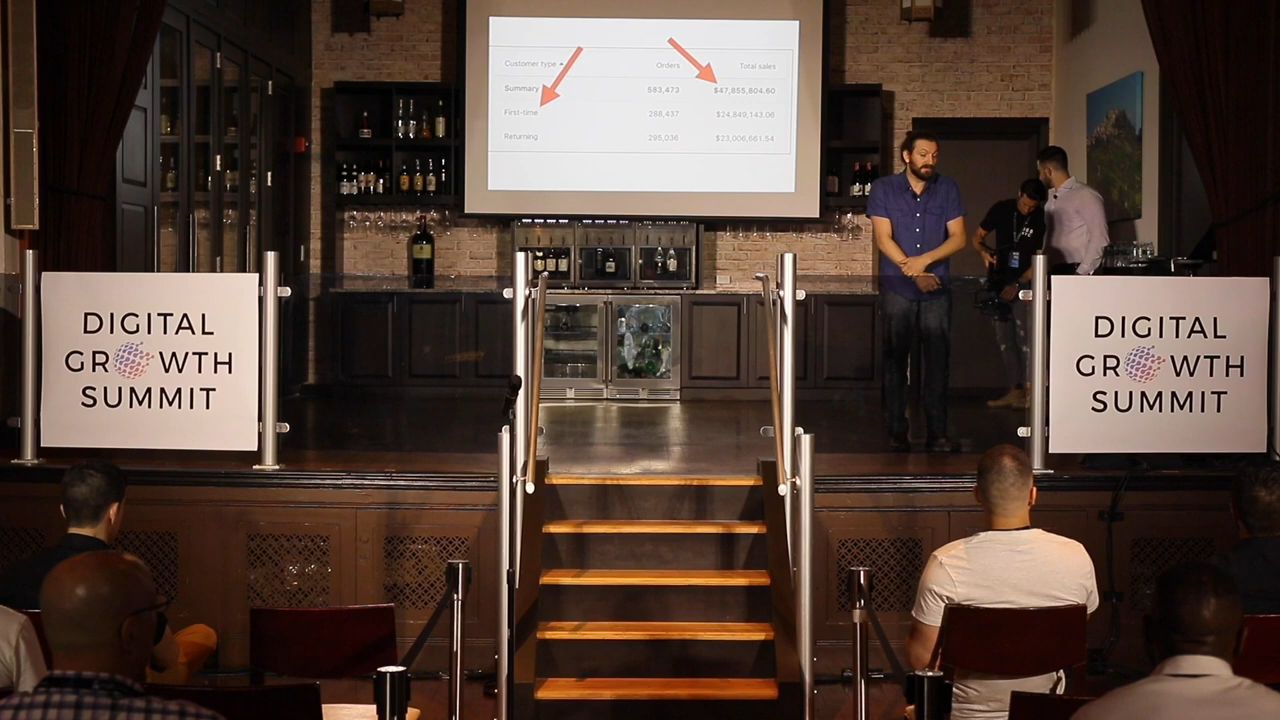 Customer type Orders Total sales
Summary 583,473 $47,855,804.60
First-time 288,437 $24,849,143.06
Returning 295,036 $23,006,661.54
DIGITAL
GROWTH
SUMMIT
DIGITAL
GROWTH
SUMMIT